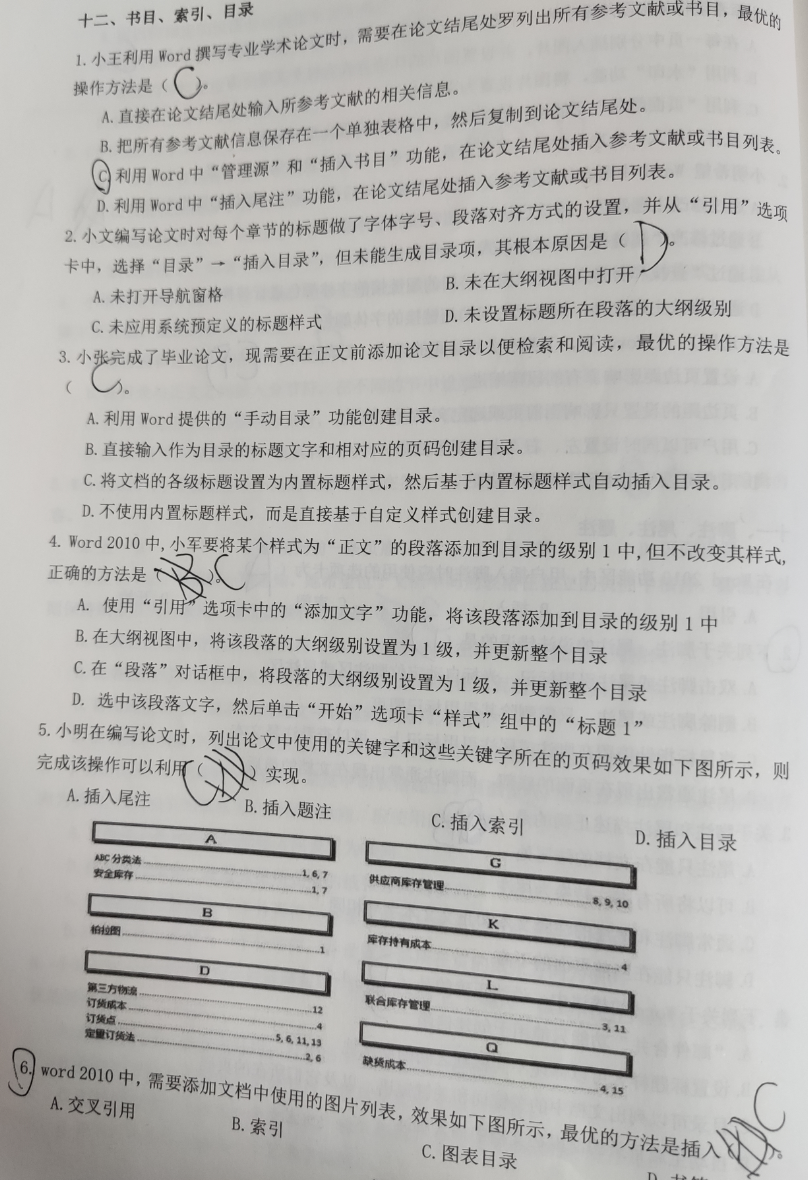 十二、书目、索引、目录
1.小王利用 Word 撰写专业学术论文时，需要在论文结尾处罗列出所有参考文献或书目，最优的
操作方法是（ C ）。
A.直接在论文结尾处输入所参考文献的相关信息。
B.把所有参考文献信息保存在一个单独表格中，然后复制到论文结尾处。
C.利用 Word 中“管理源”和“插入书目”功能，在论文结尾处插入参考文献或书目列表。
D.利用 Word 中“插入尾注”功能，在论文结尾处插入参考文献或书目列表。
2.小文编写论文时对每个章节的标题做了字体字号、段落对齐方式的设置，并从“引用”选项
卡中，选择“目录”→“插入目录”，但未能生成目录项，其根本原因是（ D ）。
A.未打开导航窗格 B.未在大纲视图中打开
C.未应用系统预定义的标题样式 D.未设置标题所在段落的大纲级别
3.小张完成了毕业论文，现需要在正文前添加论文目录以便检索和阅读，最优的操作方法是
（ C ）。
A.利用 Word 提供的“手动目录”功能创建目录。
B.直接输入作为目录的标题文字和相对应的页码创建目录。
C.将文档的各级标题设置为内置标题样式，然后基于内置标题样式自动插入目录。
D.不使用内置标题样式，而是直接基于自定义样式创建目录。
4. Word 2010 中,小军要将某个样式为“正文”的段落添加到目录的级别 1 中,但不改变其样式,
正确的方法是（ C ）。
A. 使用“引用”选项卡中的“添加文字”功能，将该段落添加到目录的级别 1 中
B.在大纲视图中，将该段落的大纲级别设置为 1 级，并更新整个目录
C.在“段落”对话框中，将段落的大纲级别设置为 1 级，并更新整个目录
D. 选中该段落文字，然后单击“开始”选项卡“样式”组中的“标题 1”
5.小明在编写论文时，列出论文中使用的关键字和这些关键字所在的页码效果如下图所示，则
完成该操作可以利用（ C ）实现。
A.插入尾注 B.插入题注 C.插入索引 D.插入目录
A
ABC 分类法 1, 6, 7
安全库存 1, 7
B
柏拉图 1
D
第三方物流 12
订货成本 4
订货点 5, 6, 11, 13
定量订货法 2, 6
G
供应商库存管理 8, 9, 10
K
库存持有成本 4
L
联合库存管理 3, 11
Q
缺货成本 4, 15
6. word 2010 中，需要添加文档中使用的图片列表，效果如下图所示，最优的方法是插入（ C ）。
A.交叉引用 B.索引 C.图表目录